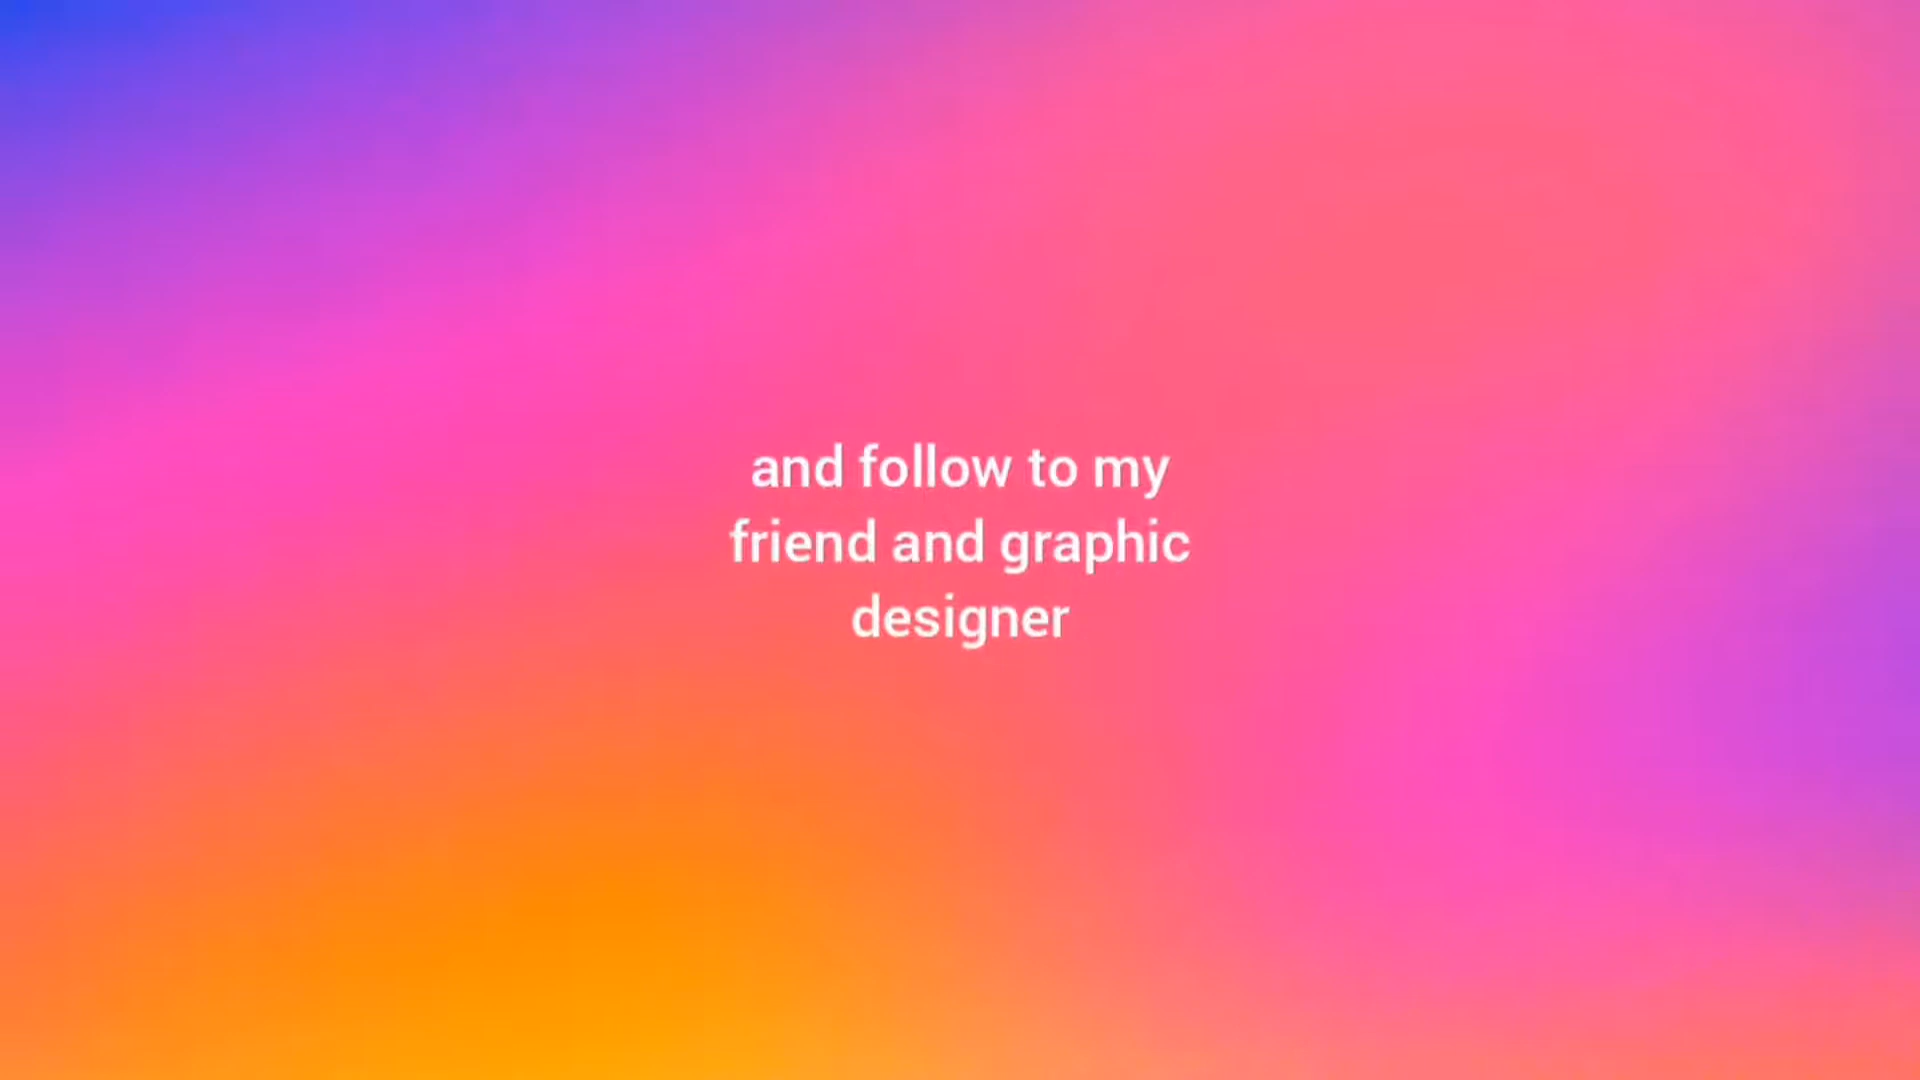 and follow to my
friend and graphic
designer